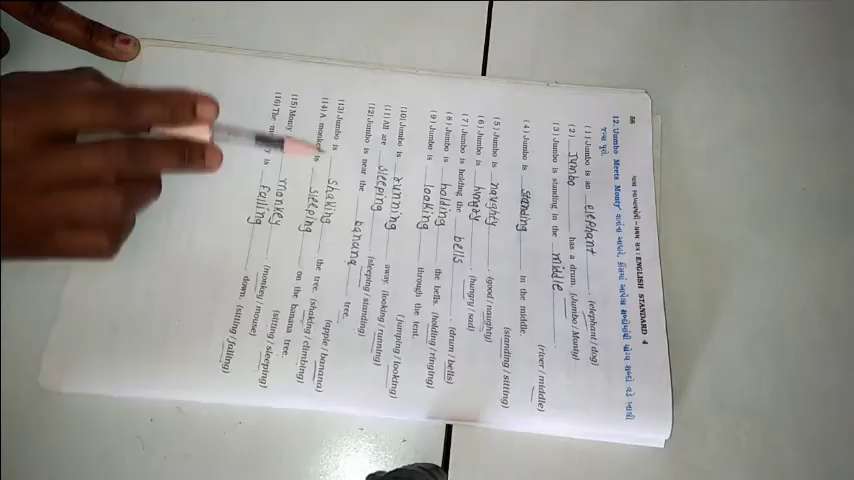 86 : ENGLISH STANDARD 4
12. Uumbo Meets Monty
(1) Jumbo is an elephant. (elephant/dog)
(2) Jumbo has a drum. (Jumbo/Monty)
(3) Jumbo is standing in the middle.
(river/middle)
(4) Jumbo is standing in the middle.
(standing/sitting)
(5) Jumbo is naughty. (good/naughty)
(6) Jumbo is hungry. (hungry/sad)
(7) Jumbo is holding the bells. (drum/bells)
(8) Jumbo is holding the bells. (holding/ringing)
(9) Jumbo is looking through the tent.
(jumping/looking)
(10) Jumbo is running away. (looking/running)
(11) All are sleeping. (sleeping/standing)
(12) Jumbo is near the banana tree.
(apple/banana)
(13) Jumbo is shaking the tree. (shaking/climbing)
(14) A monkey is sleeping on the banana tree.
(sitting/sleeping)
(15) Monty monkey. (monkey/mouse)
(16) The is falling down. (sitting/falling)